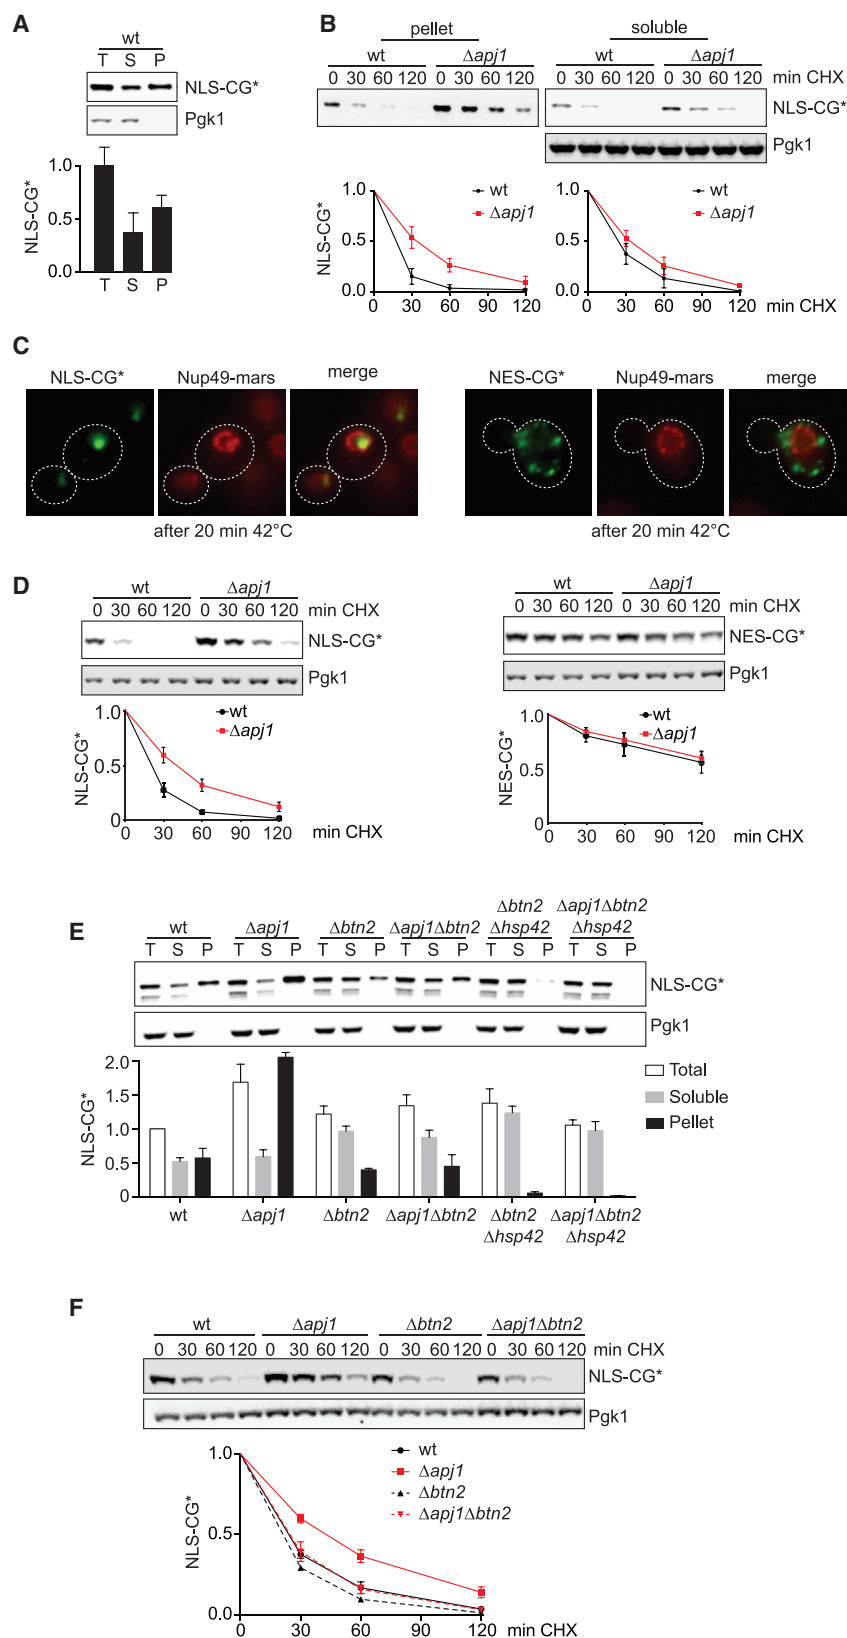 A
wt
T S P
NLS-CG*
Pgk1
NLS-CG*
1.0
0.5
0.0
T S P
B
pellet soluble
wt Δapj1 wt Δapj1
0 30 60 120 0 30 60 120 min CHX 0 30 60 120 0 30 60 120
NLS-CG*
Pgk1
NLS-CG*
1.0
0.5
0.0
0 30 60 90 120
wt
Δapj1
1.0
0.5
0.0
0 30 60 90 120 min CHX
wt
Δapj1
C
NLS-CG* Nup49-mars merge
after 20 min 42°C
NES-CG* Nup49-mars merge
after 20 min 42°C
D
wt Δapj1
0 30 60 120 0 30 60 120 min CHX
NLS-CG*
Pgk1
NLS-CG*
1.0
0.5
0
0 30 60 90 120 min CHX
wt
Δapj1
wt Δapj1
0 30 60 120 0 30 60 120 min CHX
NES-CG*
Pgk1
NES-CG*
1.0
0.5
0
0 30 60 90 120 min CHX
wt
Δapj1
E
wt Δapj1 Δbtn2 Δapj1Δbtn2 Δbtn2 Δhsp42 Δapj1Δbtn2 Δhsp42
T S P T S P T S P T S P T S P T S P
NLS-CG*
Pgk1
NLS-CG*
2.0
1.5
1.0
0.5
0
Total
Soluble
Pellet
wt Δapj1 Δbtn2 Δapj1Δbtn2 Δbtn2 Δapj1Δbtn2
Δhsp42 Δhsp42
F
wt Δapj1 Δbtn2 Δapj1Δbtn2
0 30 60 120 0 30 60 120 0 30 60 120 0 30 60 120 min CHX
NLS-CG*
Pgk1
NLS-CG*
1.0
0.5
0.0
0 30 60 90 120 min CHX
wt
Δapj1
Δbtn2
Δapj1Δbtn2